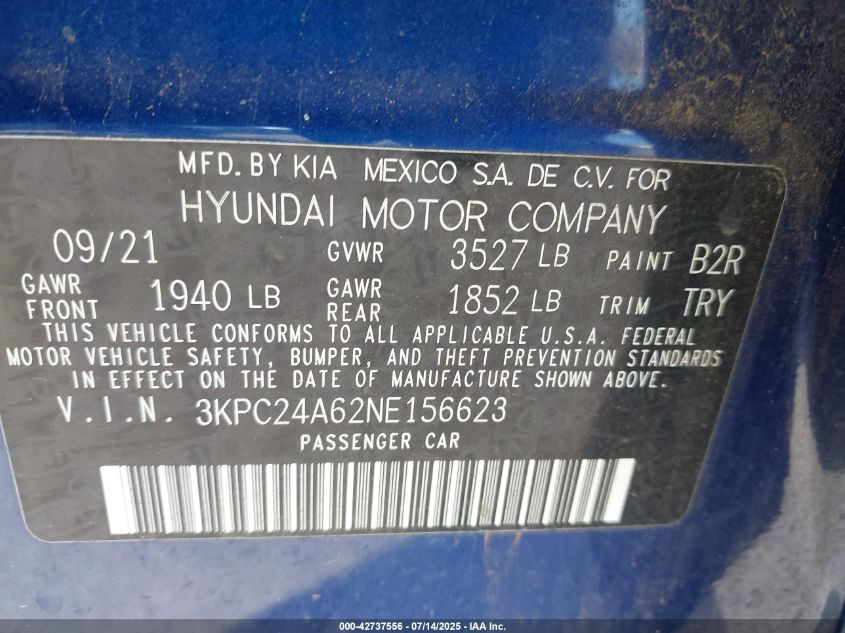 MFD. BY KIA MEXICO S.A. DE C.V. FOR
HYUNDAI MOTOR COMPANY
09/21 GVWR 3527 LB PAINT B2R
GAWR FRONT 1940 LB GAWR REAR 1852 LB TRIM TRY
THIS VEHICLE CONFORMS TO ALL APPLICABLE U.S.A. FEDERAL
MOTOR VEHICLE SAFETY, BUMPER, AND THEFT PREVENTION STANDARDS
IN EFFECT ON THE DATE OF MANUFACTURE SHOWN ABOVE.
V.I.N. 3KPC24A62NE156623
PASSENGER CAR
000-42737556 - 07/14/2025 - IAA Inc.